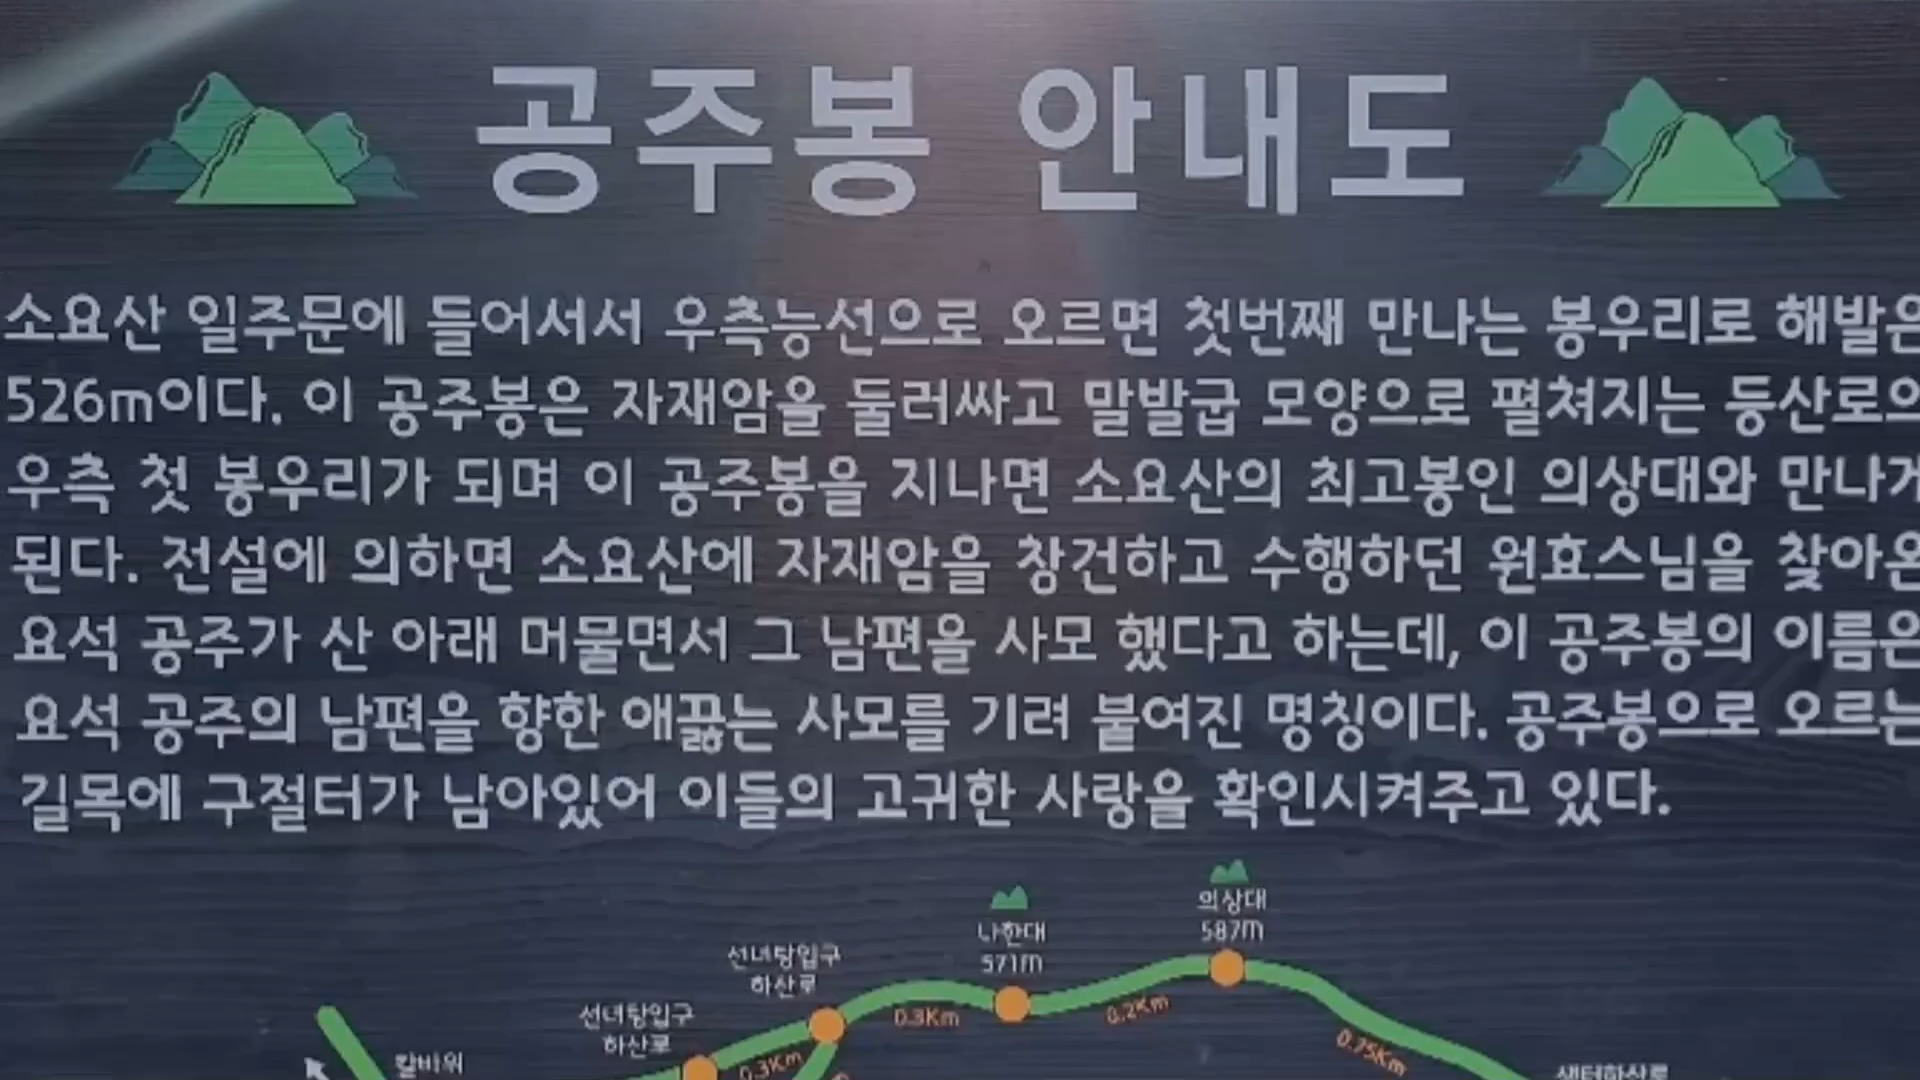 공주봉 안내도
소요산 일주문에 들어서서 우측능선으로 오르면 첫번째 만나는 봉우리로 해발은
526m이다. 이 공주봉은 자재암을 둘러싸고 말발굽 모양으로 펼쳐지는 등산로의
우측 첫 봉우리가 되며 이 공주봉을 지나면 소요산의 최고봉인 의상대와 만나게
된다. 전설에 의하면 소요산에 자재암을 창건하고 수행하던 원효스님을 찾아온
요석 공주가 산 아래 머물면서 그 남편을 사모 했다고 하는데, 이 공주봉의 이름은
요석 공주의 남편을 향한 애끓는 사모를 기려 붙여진 명칭이다. 공주봉으로 오르는
길목에 구절터가 남아있어 이들의 고귀한 사랑을 확인시켜주고 있다.
의상대
587m
나한대
571m
선녀탕입구
하산로
선녀탕입구
하산로
0.3Km
0.2Km
0.75Km
0.3Km
칼바위
샘터하산로